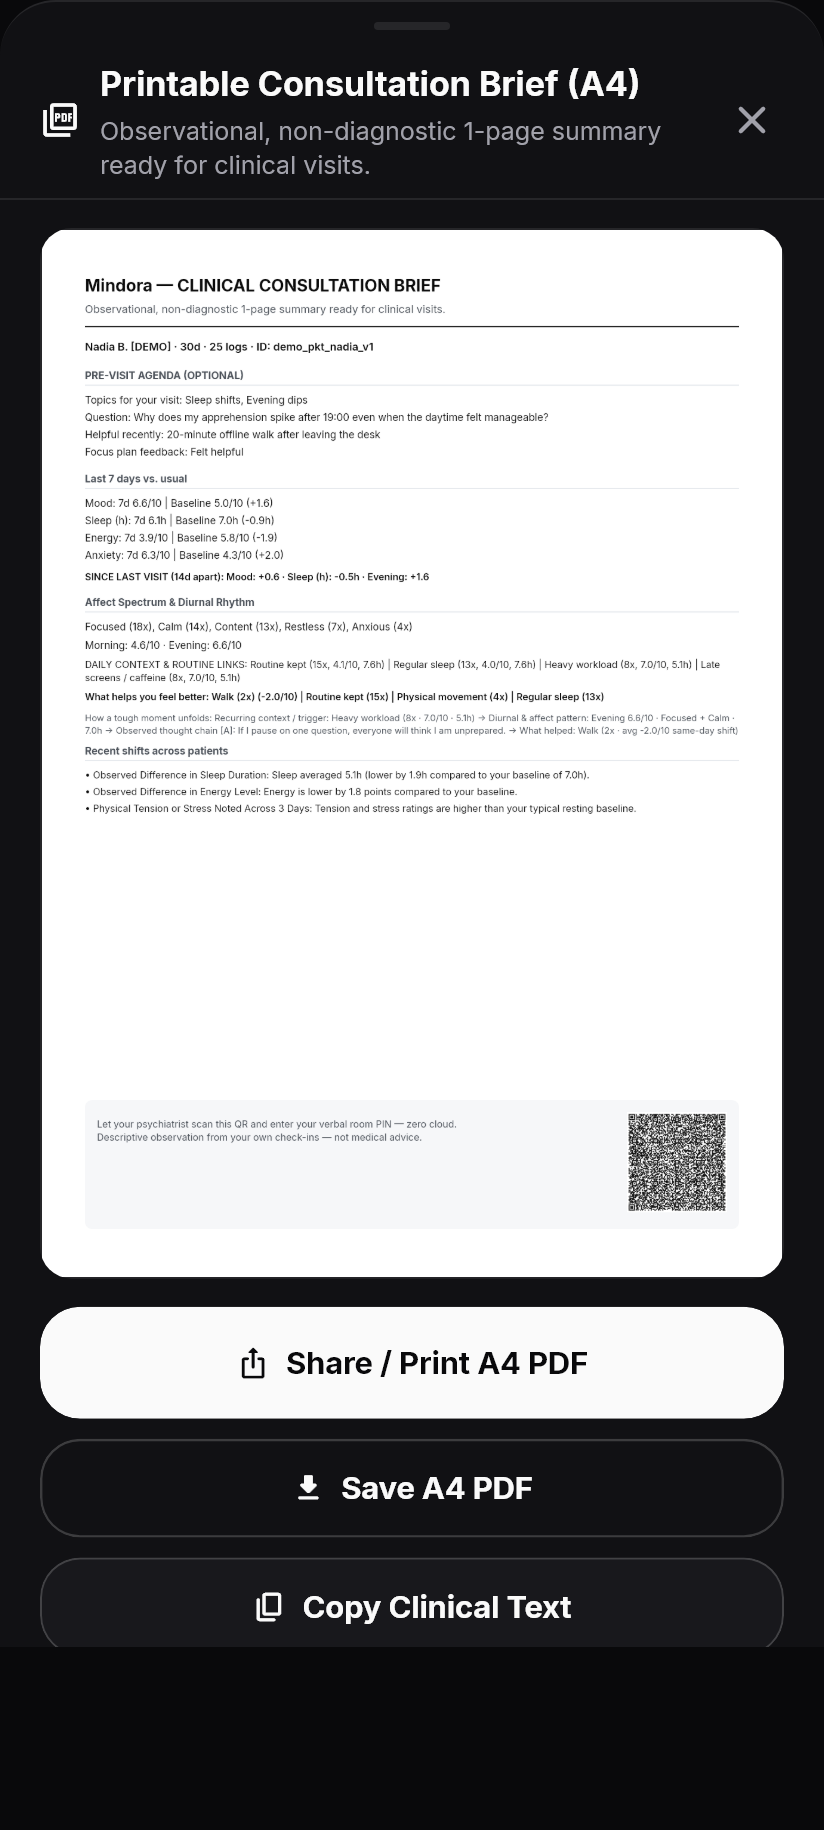 Printable Consultation Brief (A4)
PDF
Observational, non-diagnostic 1-page summary
ready for clinical visits.
Mindora — CLINICAL CONSULTATION BRIEF
Observational, non-diagnostic 1-page summary ready for clinical visits.
Nadia B. [DEMO] · 30d · 25 logs · ID: demo_pkt_nadia_v1
PRE-VISIT AGENDA (OPTIONAL)
Topics for your visit: Sleep shifts, Evening dips
Question: Why does my apprehension spike after 19:00 even when the daytime felt manageable?
Helpful recently: 20-minute offline walk after leaving the desk
Focus plan feedback: Felt helpful
Last 7 days vs. usual
Mood: 7d 6.6/10 | Baseline 5.0/10 (+1.6)
Sleep (h): 7d 6.1h | Baseline 7.0h (-0.9h)
Energy: 7d 3.9/10 | Baseline 5.8/10 (-1.9)
Anxiety: 7d 6.3/10 | Baseline 4.3/10 (+2.0)
SINCE LAST VISIT (14d apart): Mood: +0.6 · Sleep (h): -0.5h · Evening: +1.6
Affect Spectrum & Diurnal Rhythm
Focused (18x), Calm (14x), Content (13x), Restless (7x), Anxious (4x)
Morning: 4.6/10 · Evening: 6.6/10
DAILY CONTEXT & ROUTINE LINKS: Routine kept (15x, 4.1/10, 7.6h) | Regular sleep (13x, 4.0/10, 7.6h) | Heavy workload (8x, 7.0/10, 5.1h) | Late
screens / caffeine (8x, 7.0/10, 5.1h)
What helps you feel better: Walk (2x) (-2.0/10) | Routine kept (15x) | Physical movement (4x) | Regular sleep (13x)
How a tough moment unfolds: Recurring context / trigger: Heavy workload (8x · 7.0/10 · 5.1h) → Diurnal & affect pattern: Evening 6.6/10 · Focused + Calm ·
7.0h → Observed thought chain [A]: If I pause on one question, everyone will think I am unprepared. → What helped: Walk (2x · avg -2.0/10 same-day shift)
Recent shifts across patients
• Observed Difference in Sleep Duration: Sleep averaged 5.1h (lower by 1.9h compared to your baseline of 7.0h).
• Observed Difference in Energy Level: Energy is lower by 1.8 points compared to your baseline.
• Physical Tension or Stress Noted Across 3 Days: Tension and stress ratings are higher than your typical resting baseline.
Let your psychiatrist scan this QR and enter your verbal room PIN — zero cloud.
Descriptive observation from your own check-ins — not medical advice.
Share / Print A4 PDF
Save A4 PDF
Copy Clinical Text